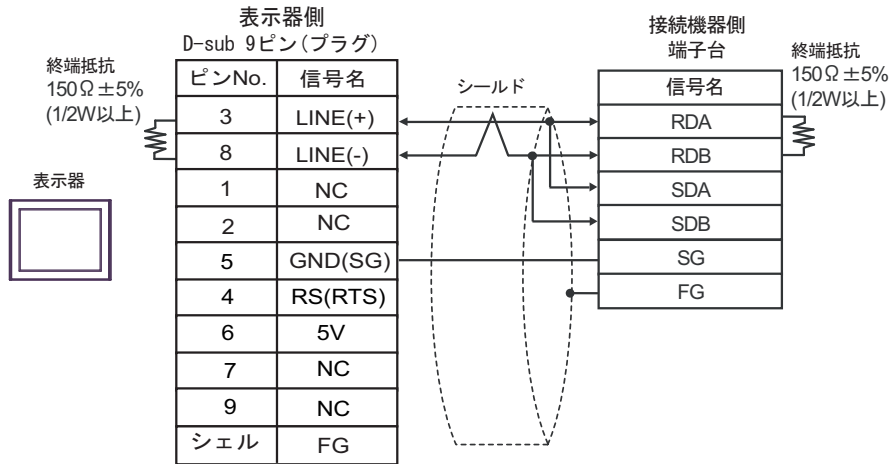 表示器側
D-sub 9ピン(プラグ)
終端抵抗
150Ω±5%
(1/2W以上)
表示器
ピンNo. 信号名
3 LINE(+)
8 LINE(-)
1 NC
2 NC
5 GND(SG)
4 RS(RTS)
6 5V
7 NC
9 NC
シェル FG
シールド
接続機器側
端子台
信号名
RDA
RDB
SDA
SDB
SG
FG
終端抵抗
150Ω±5%
(1/2W以上)